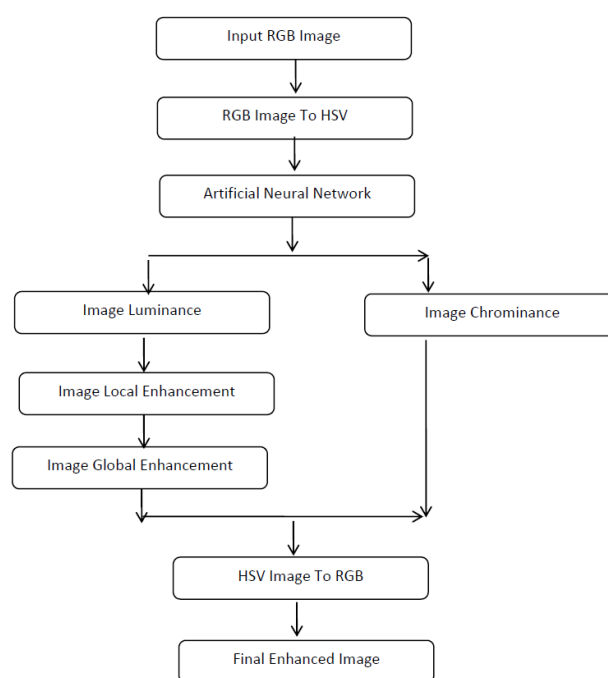 Input RGB Image
RGB Image To HSV
Artificial Neural Network
Image Luminance
Image Chrominance
Image Local Enhancement
Image Global Enhancement
HSV Image To RGB
Final Enhanced Image